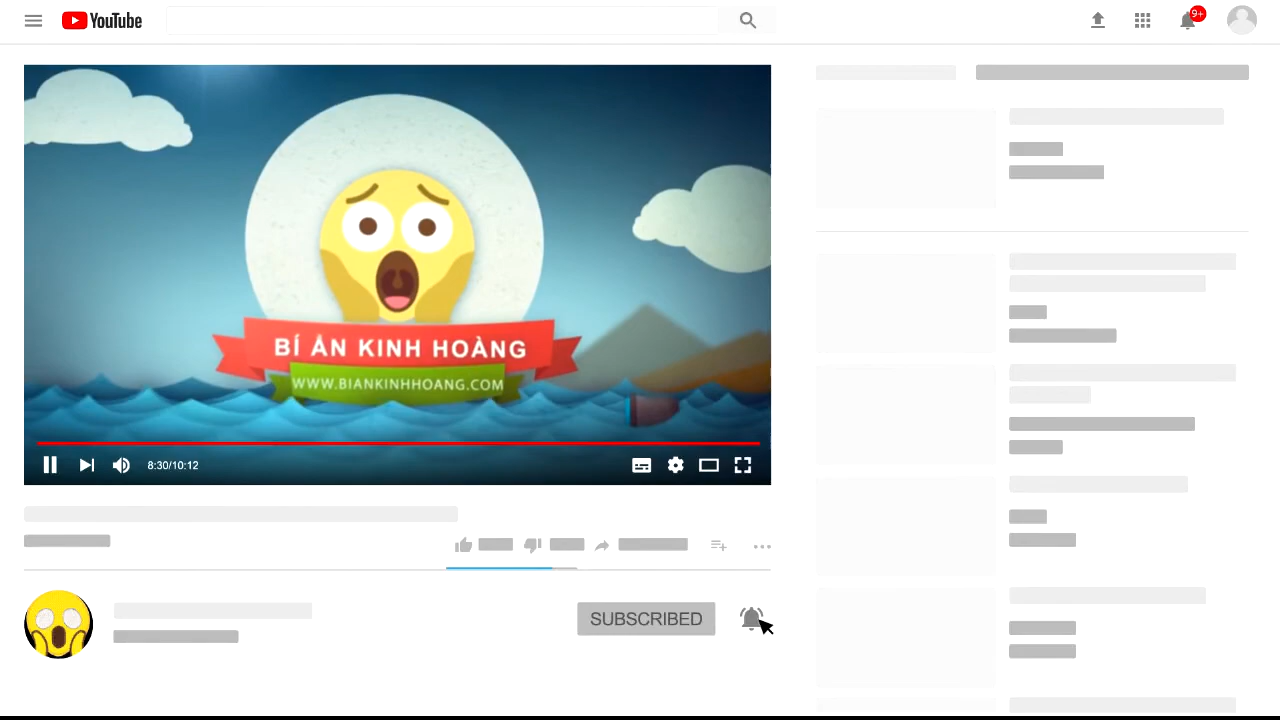 YouTube
9+
BÍ ẨN KINH HOÀNG
WWW.BIANKINHHOANG.COM
8:30/10:12
SUBSCRIBED